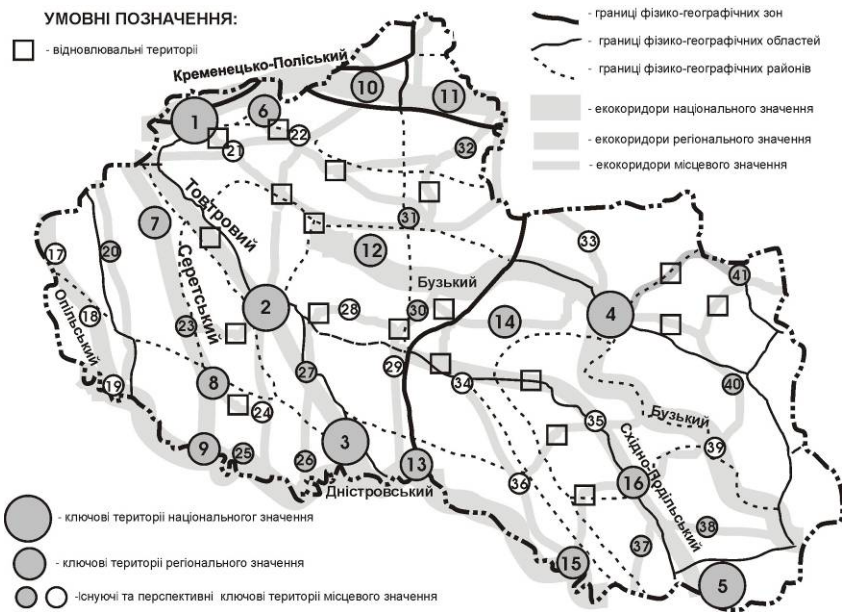 УМОВНІ ПОЗНАЧЕННЯ:
- відновлювальні території
- границі фізико-географічних зон
- границі фізико-географічних областей
- границі фізико-географічних районів
- екокоридори національного значення
- екокоридори регіонального значення
- екокоридори місцевого значення
Кременецько-Поліський
10
11
1
6
21
22
32
Товтровий
31
7
33
17
20
12
Серетський
Бузький
41
Опільський
18
2
28
30
14
4
23
27
29
34
40
19
8
24
35
Бузький
Східно-Подільський
39
3
9
25
26
13
36
16
Дністровський
38
37
15
5
- ключові території національногог значення
- ключові території регіонального значення
-Існуючі та перспективні ключові території місцевого значення